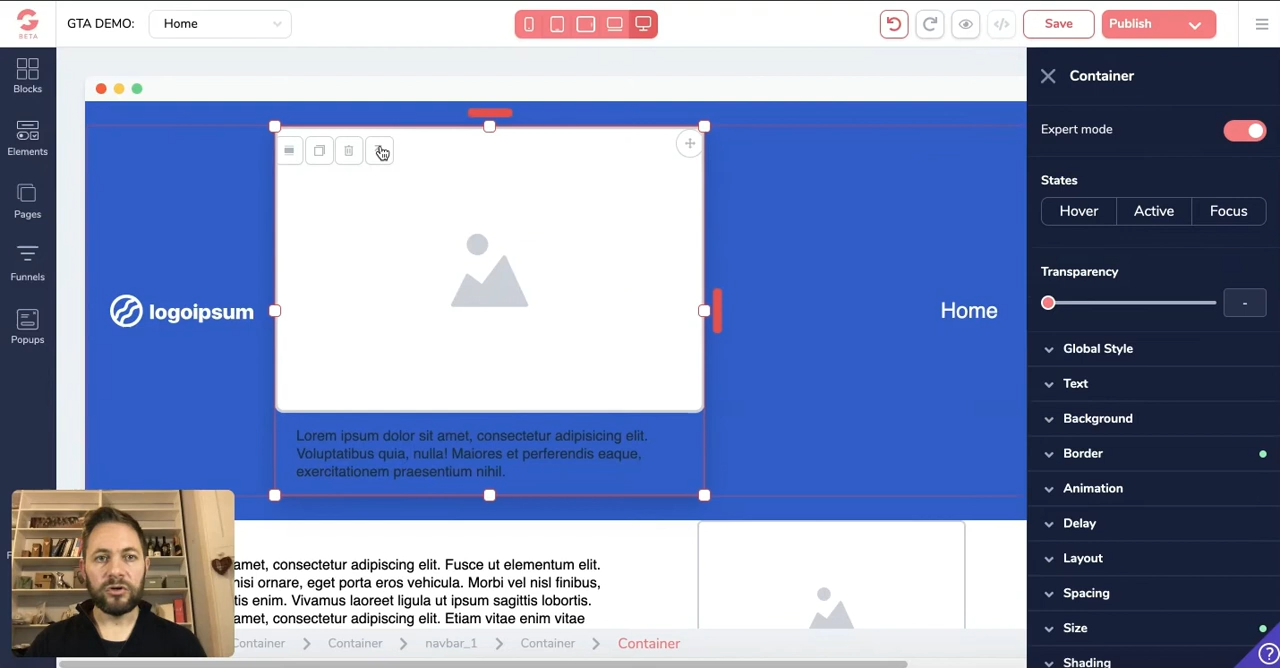 BETA
GTA DEMO:
Home
Save
Publish
Blocks
Elements
Pages
Funnels
Popups
logoipsum
Home
Lorem ipsum dolor sit amet, consectetur adipisicing elit.
Voluptatibus quia, nulla! Maiores et perferendis eaque,
exercitationem praesentium nihil.
amet, consectetur adipiscing elit. Fusce ut elementum elit.
nisi ornare, eget porta eros vehicula. Morbi vel nisl finibus,
tis enim. Vivamus laoreet ligula ut ipsum sagittis lobortis.
amet, consectetur adipiscing elit. Etiam vitae enim vitae
Container
Container
navbar_1
Container
Container
Container
Expert mode
States
Hover
Active
Focus
Transparency
-
Global Style
Text
Background
Border
Animation
Delay
Layout
Spacing
Size
Shading
?